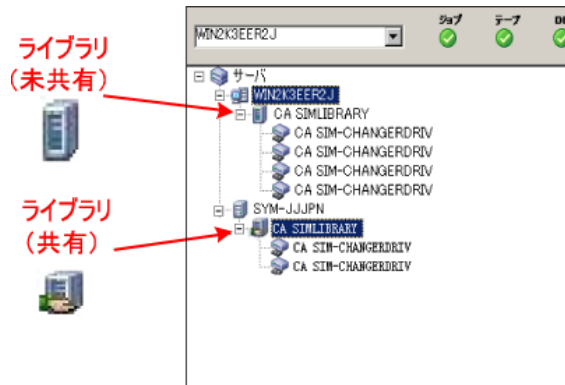 ライブラリ
(未共有)
ライブラリ
(共有)
WIN2K3EER2J
ジョブ
テープ
サーバ
WIN2K3EER2J
CA SIMLIBRARY
CA SIM-CHANGERDRIV
CA SIM-CHANGERDRIV
CA SIM-CHANGERDRIV
CA SIM-CHANGERDRIV
SYM-JJJPN
CA SIMLIBRARY
CA SIM-CHANGERDRIV
CA SIM-CHANGERDRIV